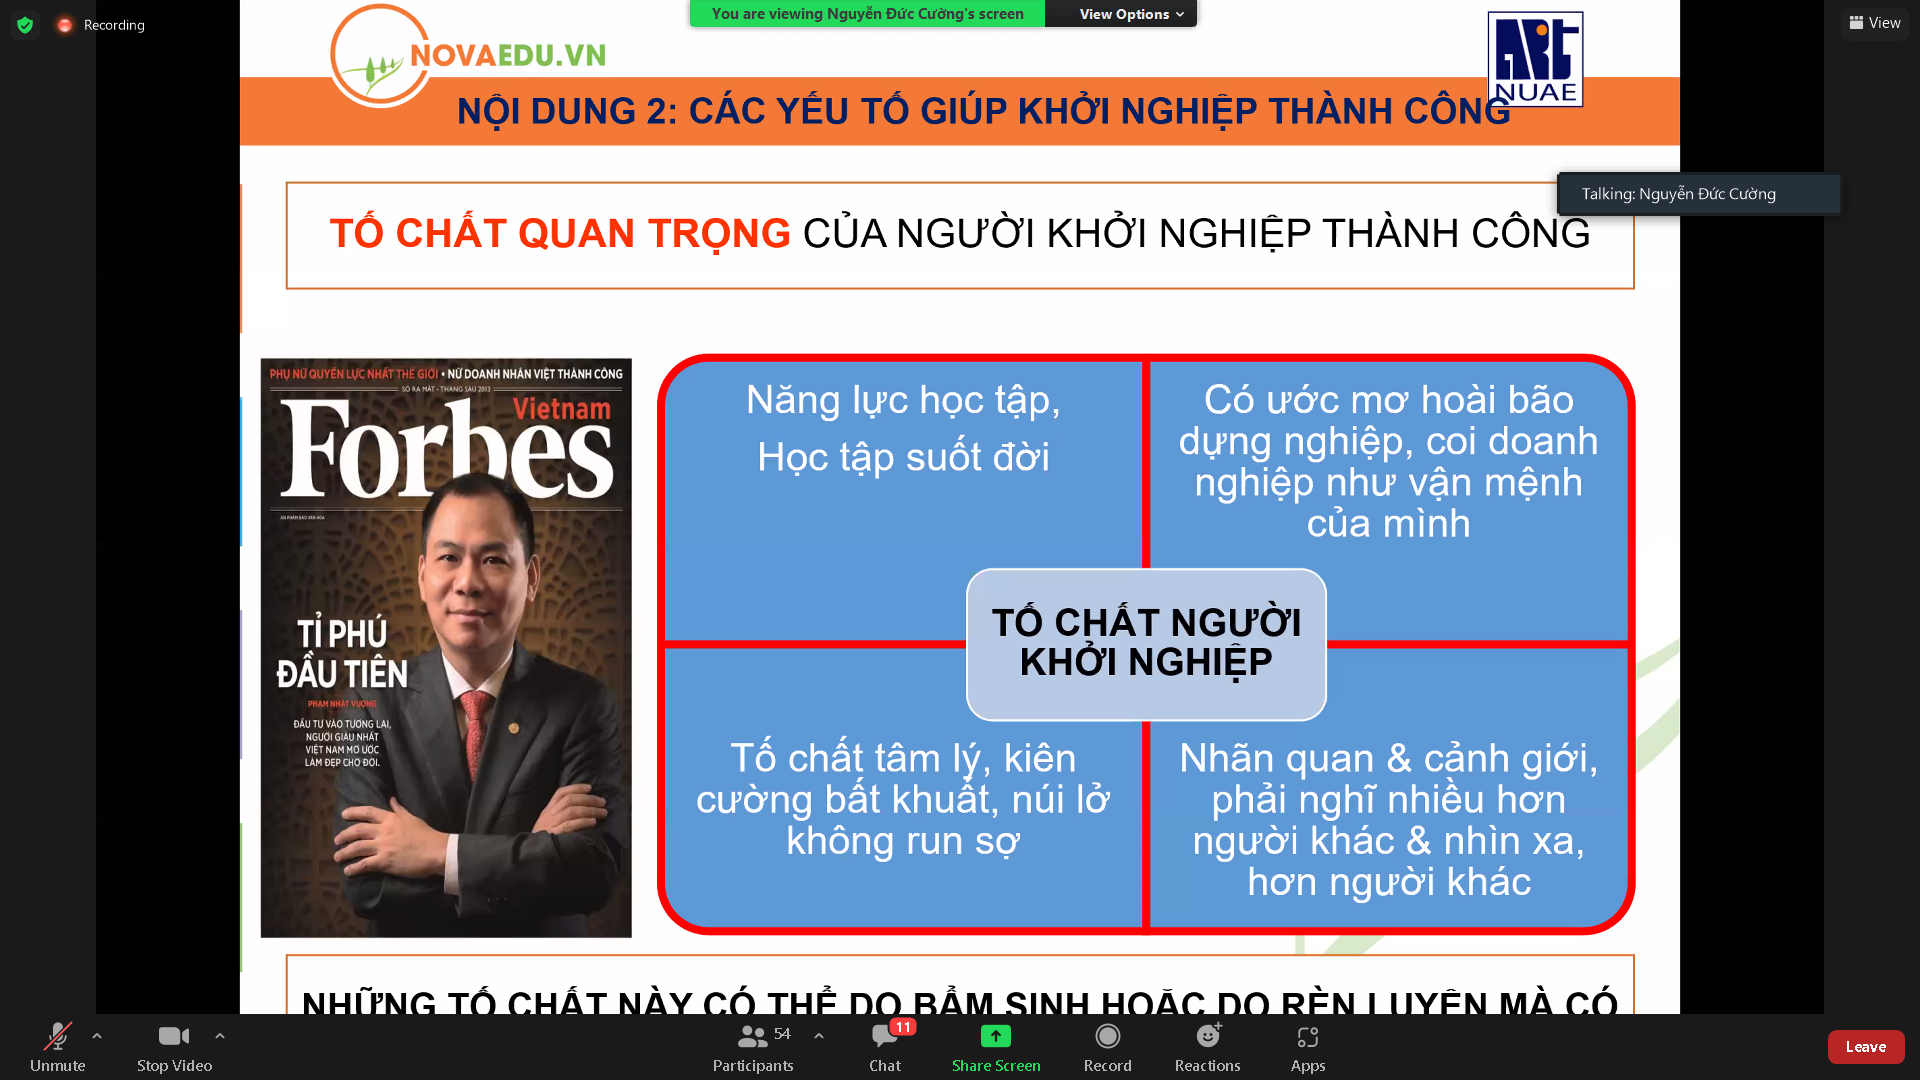 Recording
You are viewing Nguyễn Đức Cường's screen
View Options
View
NOVAEDU.VN
ART
NUAE
NỘI DUNG 2: CÁC YẾU TỐ GIÚP KHỞI NGHIỆP THÀNH CÔNG
Talking: Nguyễn Đức Cường
TỐ CHẤT QUAN TRỌNG CỦA NGƯỜI KHỞI NGHIỆP THÀNH CÔNG
PHỤ NỮ QUYỀN LỰC NHẤT THẾ GIỚI • NỮ DOANH NHÂN VIỆT THÀNH CÔNG
SỐ RA MẮT • THÁNG SÁU 2013
Forbes
Vietnam
ẤN PHẨM BÁO VĂN HÓA
TỈ PHÚ
ĐẦU TIÊN
PHẠM NHẬT VƯỢNG
ĐẦU TƯ VÀO TƯƠNG LAI,
NGƯỜI GIÀU NHẤT
VIỆT NAM MƠ ƯỚC
LÀM ĐẸP CHO ĐỜI.
Năng lực học tập,
Học tập suốt đời
Có ước mơ hoài bão
dựng nghiệp, coi doanh
nghiệp như vận mệnh
của mình
TỐ CHẤT NGƯỜI
KHỞI NGHIỆP
Tố chất tâm lý, kiên
cường bất khuất, núi lở
không run sợ
Nhãn quan & cảnh giới,
phải nghĩ nhiều hơn
người khác & nhìn xa,
hơn người khác
NHỮNG TỐ CHẤT NÀY CÓ THỂ DO BẨM SINH HOẶC DO RÈN LUYỆN MÀ CÓ
Unmute
Stop Video
54
Participants
11
Chat
Share Screen
Record
Reactions
Apps
Leave